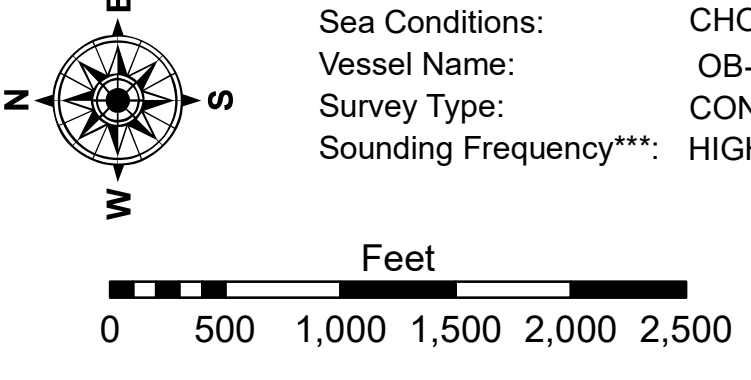 E
N S
W
Sea Conditions:
Vessel Name: OB-
Survey Type:
Sounding Frequency***:
Feet
0 500 1,000 1,500 2,000 2,500